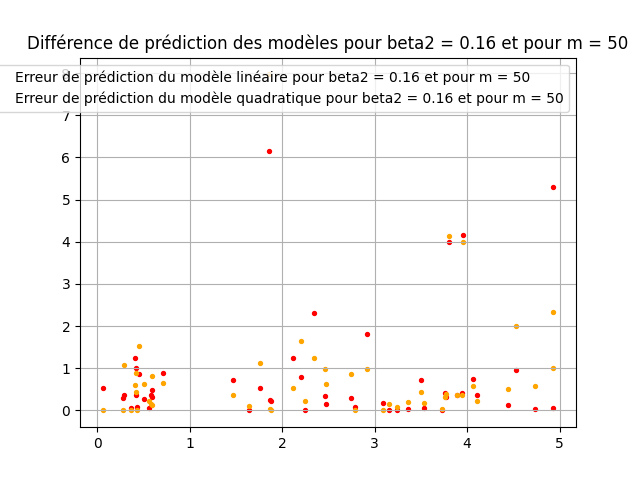 Différence de prédiction des modèles pour beta2 = 0.16 et pour m = 50
Erreur de prédiction du modèle linéaire pour beta2 = 0.16 et pour m = 50
Erreur de prédiction du modèle quadratique pour beta2 = 0.16 et pour m = 50
8
7
6
5
4
3
2
1
0
0 1 2 3 4 5